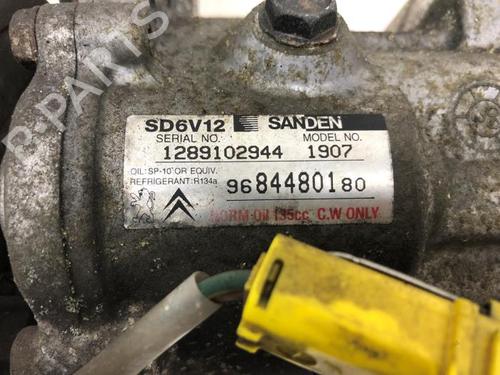 B-PARTS
SD6V12 SANDEN
SERIAL NO. MODEL NO.
1289102944 1907
OIL: SP-10 OR EQUIV.
REFRIGERANT: R134a
9684480180
NORM-OIL 135cc C.W ONLY